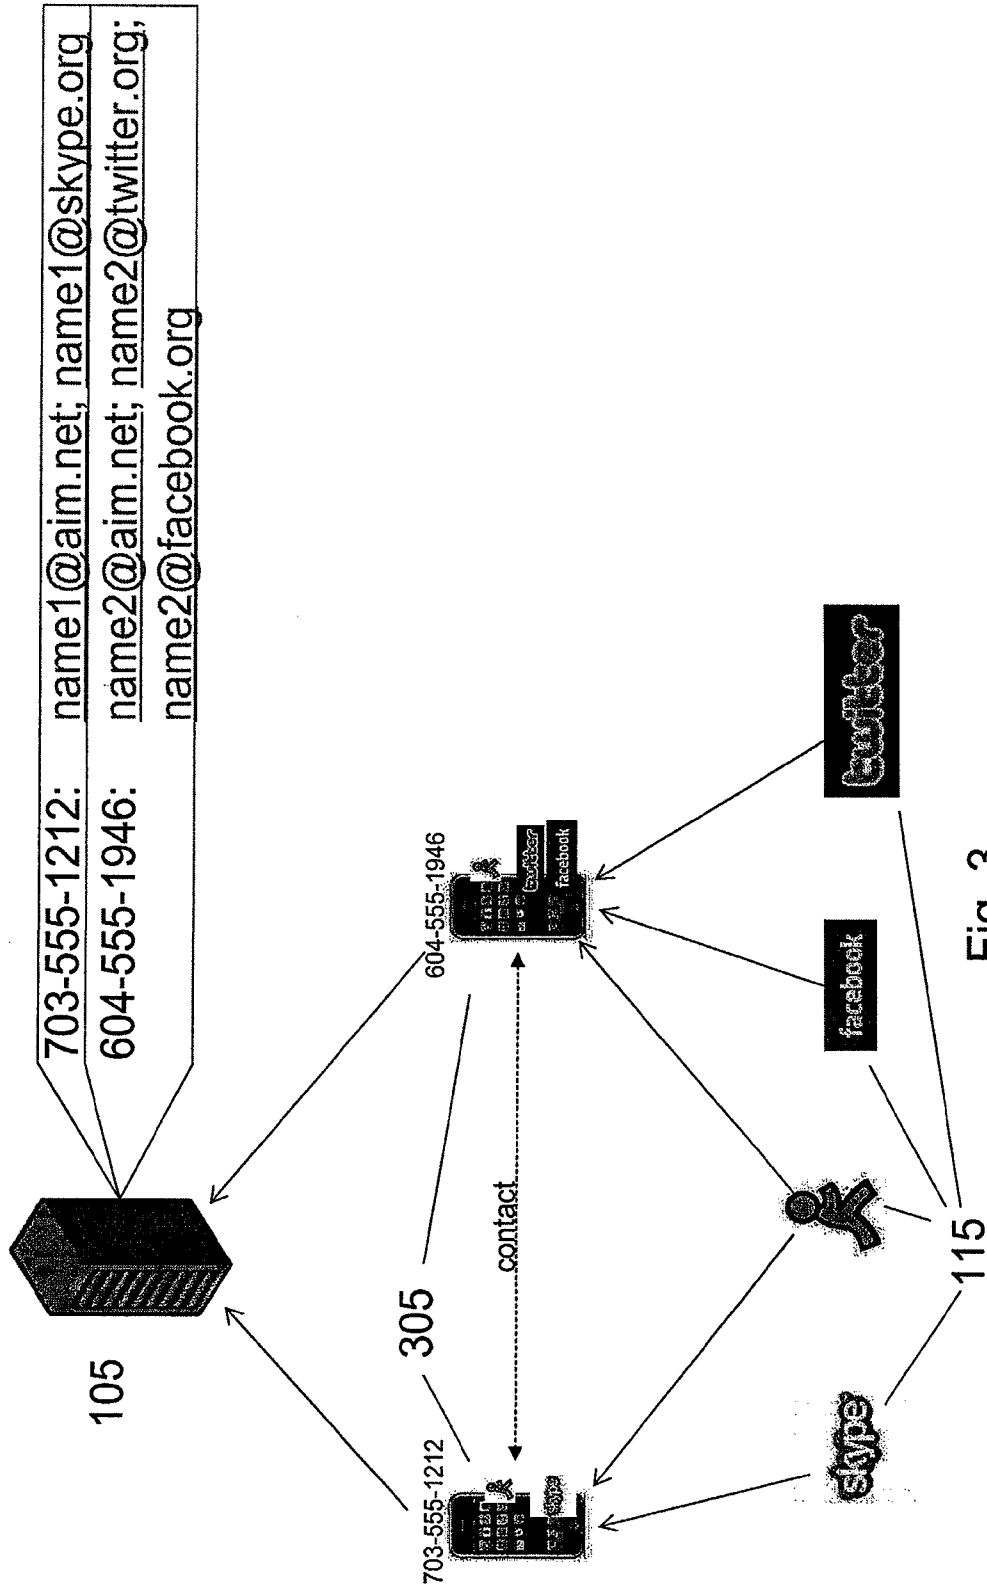 703-555-1212: name1@aim.net; name1@skype.org
604-555-1946: name2@aim.net; name2@twitter.org;
name2@facebook.org
105
305
703-555-1212
604-555-1946
twitter
facebook
contact
skype
facebook
twitter
115
Fig. 3